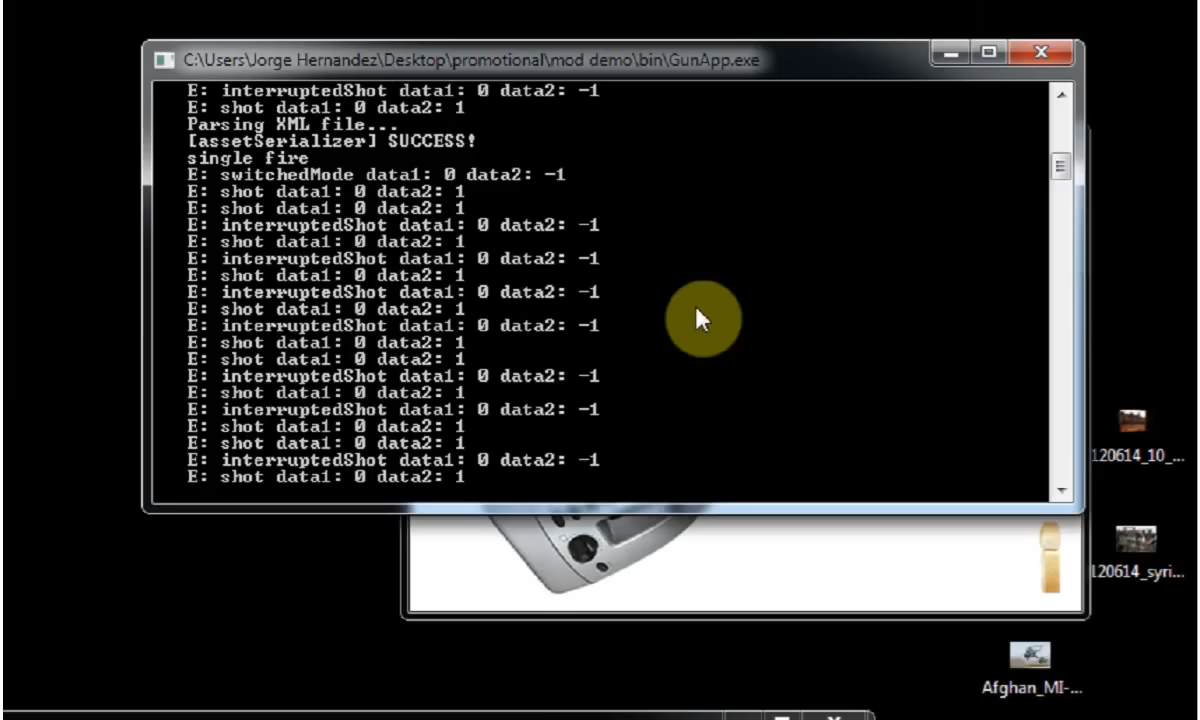 C:\Users\Jorge Hernandez\Desktop\promotional\mod demo\bin\GunApp.exe
E: interruptedShot data1: 0 data2: -1
E: shot data1: 0 data2: 1
Parsing XML file...
[assetSerializer] SUCCESS!
single fire
E: switchedMode data1: 0 data2: -1
E: shot data1: 0 data2: 1
E: shot data1: 0 data2: 1
E: interruptedShot data1: 0 data2: -1
E: shot data1: 0 data2: 1
E: interruptedShot data1: 0 data2: -1
E: shot data1: 0 data2: 1
E: interruptedShot data1: 0 data2: -1
E: shot data1: 0 data2: 1
E: interruptedShot data1: 0 data2: -1
E: shot data1: 0 data2: 1
E: shot data1: 0 data2: 1
E: interruptedShot data1: 0 data2: -1
E: shot data1: 0 data2: 1
E: interruptedShot data1: 0 data2: -1
E: shot data1: 0 data2: 1
E: shot data1: 0 data2: 1
E: interruptedShot data1: 0 data2: -1
E: shot data1: 0 data2: 1
120614_10_...
120614_syri...
Afghan_MI-...